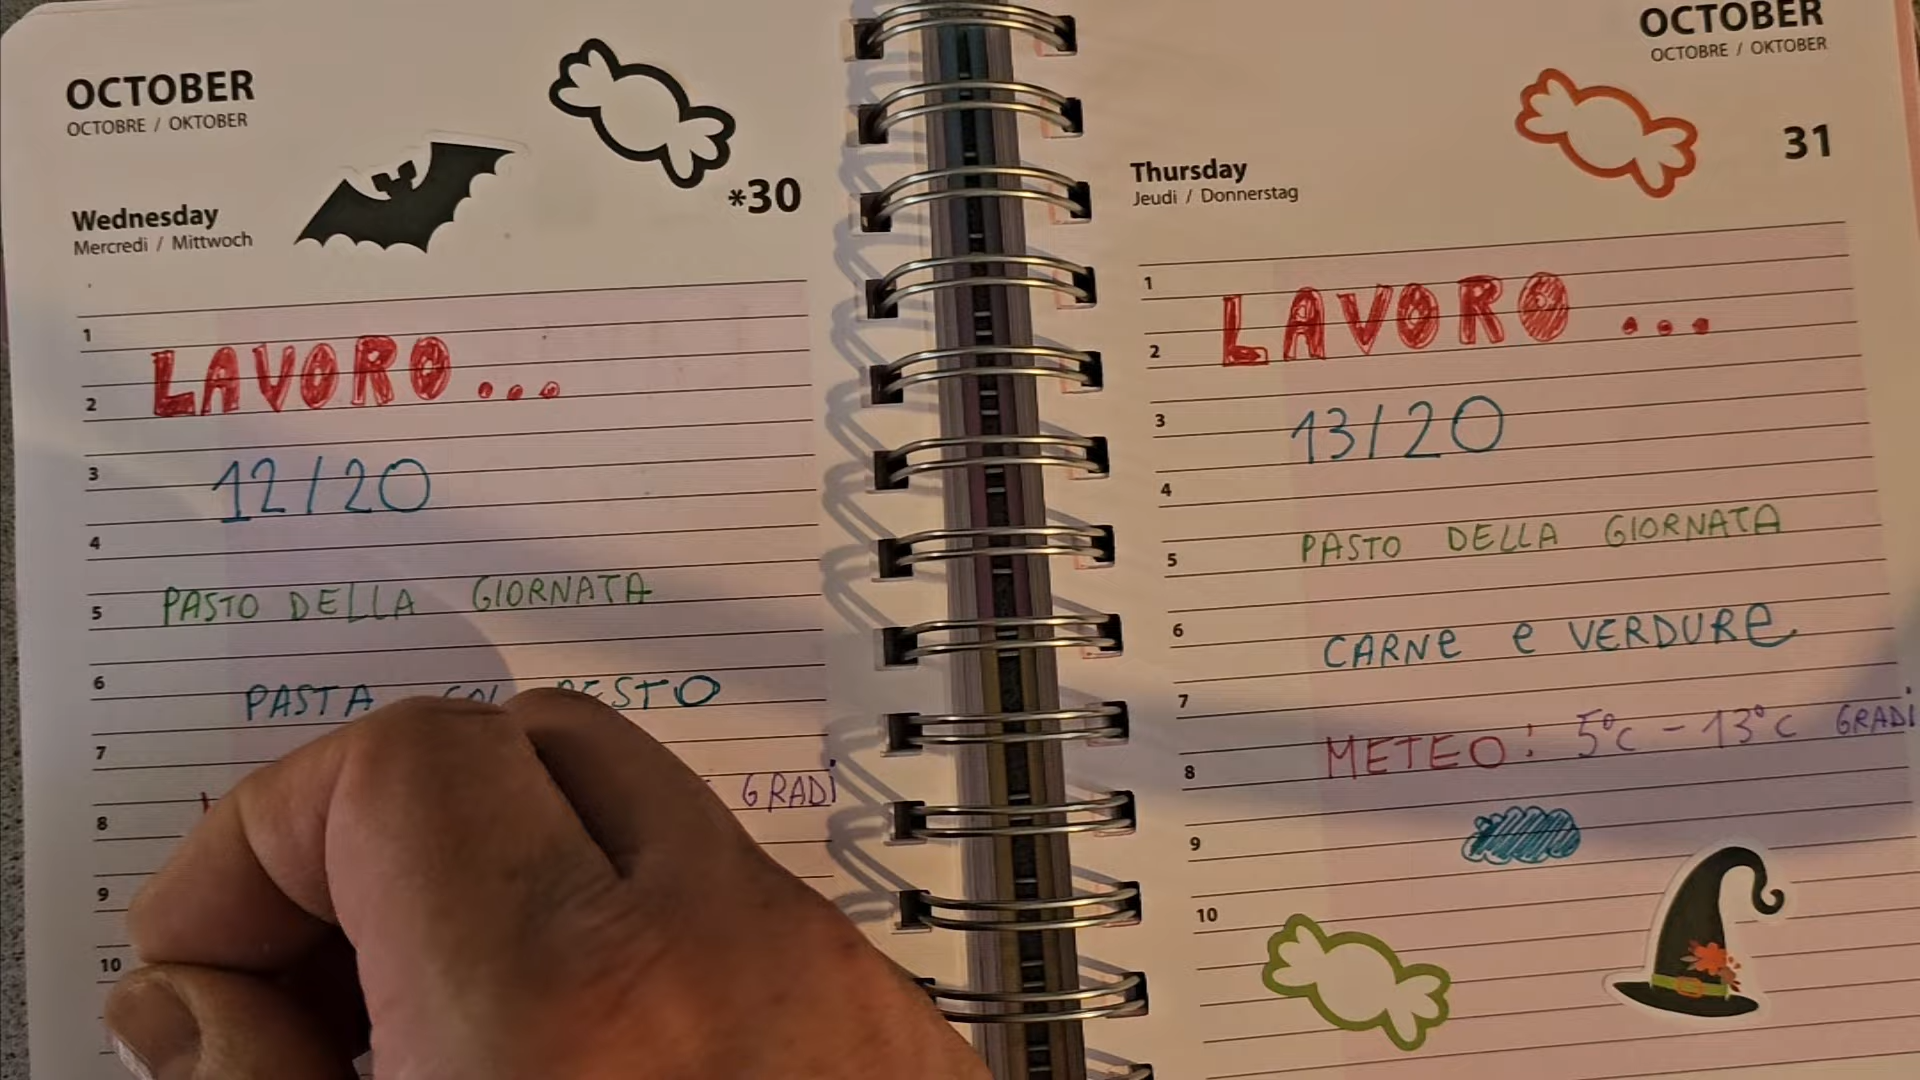 OCTOBER
OCTOBRE / OKTOBER
*30
Wednesday
Mercredi / Mittwoch
1
LAVORO...
2
3
12/20
4
5
PASTO DELLA GIORNATA
6
PASTA COL PESTO
7
GRADI
8
9
10
OCTOBER
OCTOBRE / OKTOBER
31
Thursday
Jeudi / Donnerstag
1
LAVORO...
2
3
13/20
4
PASTO DELLA GIORNATA
5
6
CARNe e VERDURe
7
METEO: 5°c - 13°c GRADI
8
9
10